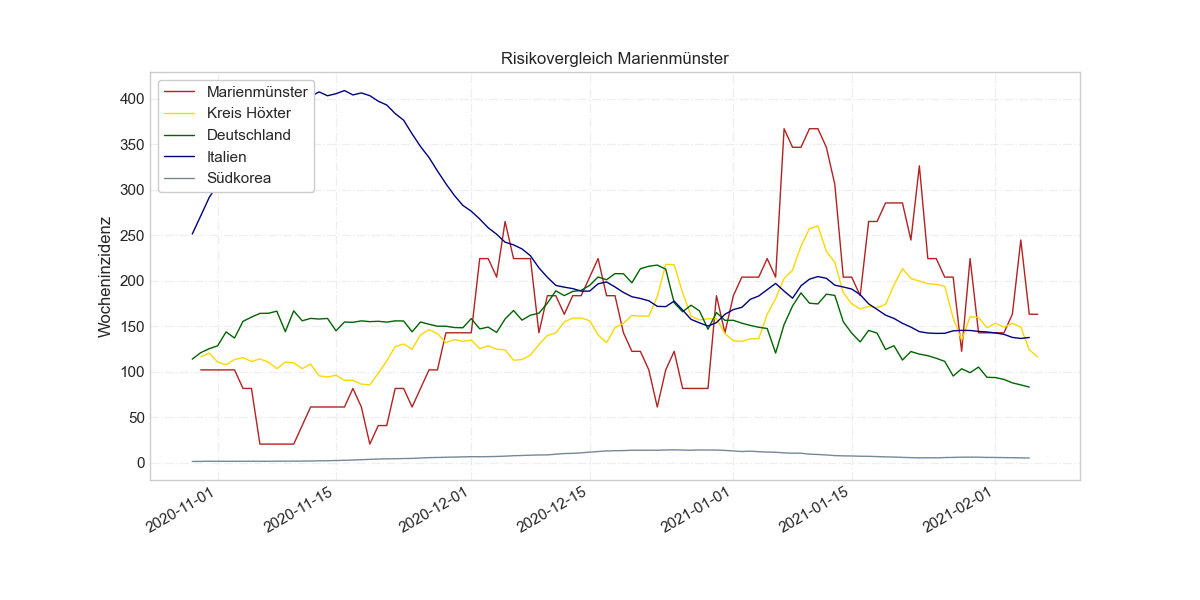 Risikovergleich Marienmünster
Marienmünster
Kreis Höxter
Deutschland
Italien
Südkorea
Wocheninzidenz
400
350
300
250
200
150
100
50
0
2020-11-01
2020-11-15
2020-12-01
2020-12-15
2021-01-01
2021-01-15
2021-02-01